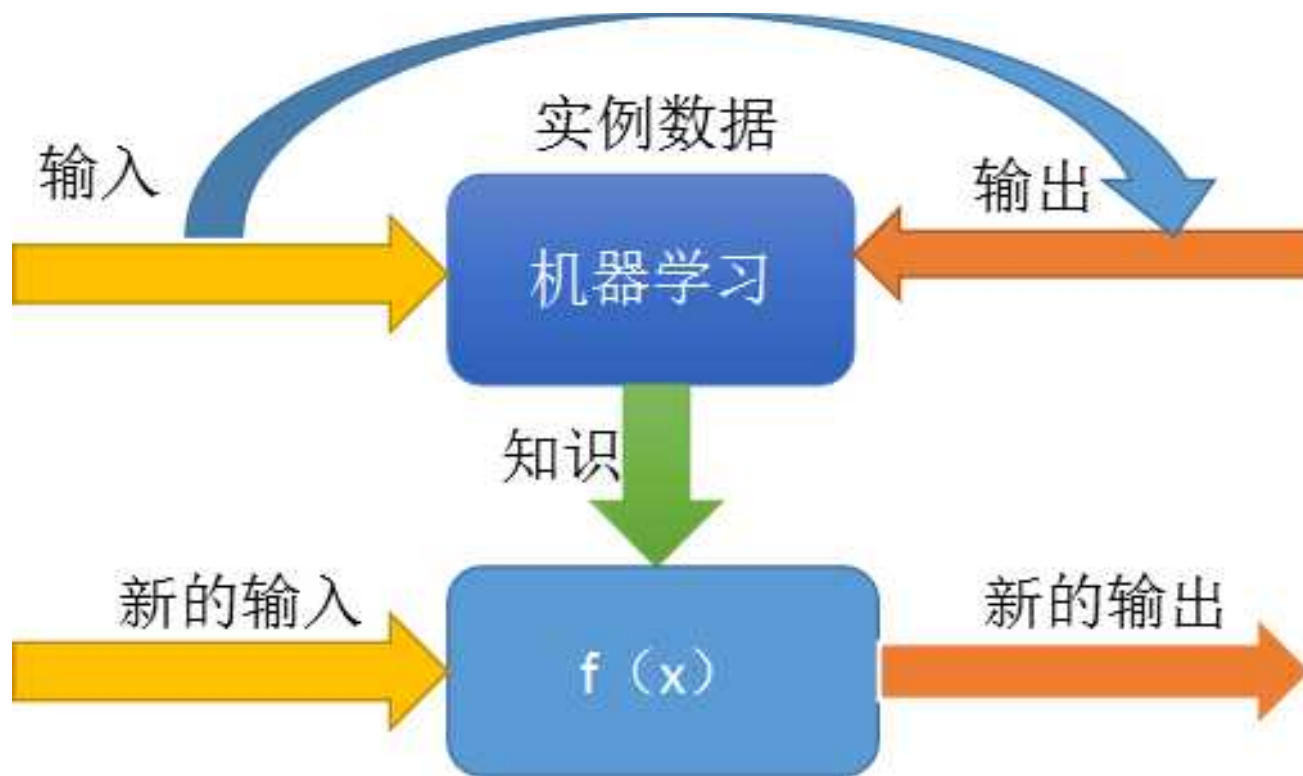 实例数据
输入
输出
机器学习
知识
新的输入
新的输出
f（x）